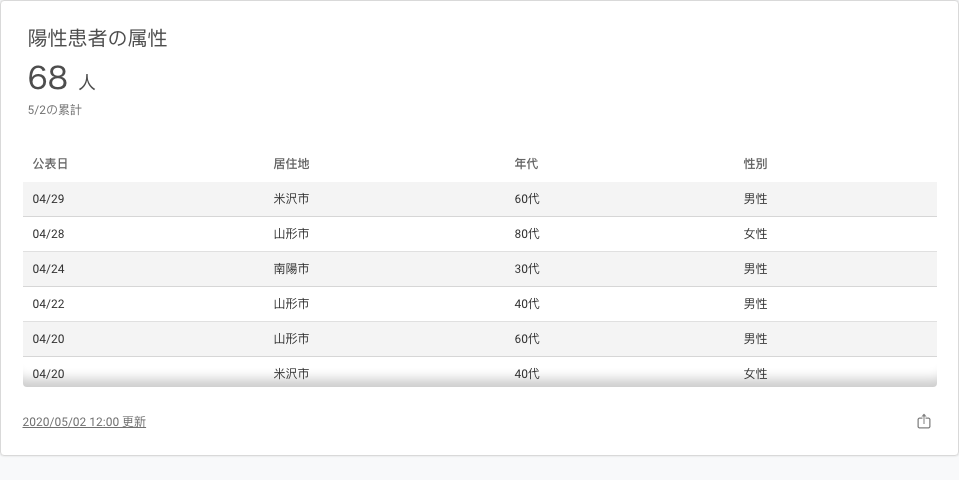 陽性患者の属性
68 人
5/2の累計
公表日 居住地 年代 性別
04/29 米沢市 60代 男性
04/28 山形市 80代 女性
04/24 南陽市 30代 男性
04/22 山形市 40代 男性
04/20 山形市 60代 男性
04/20 米沢市 40代 女性
2020/05/02 12:00 更新